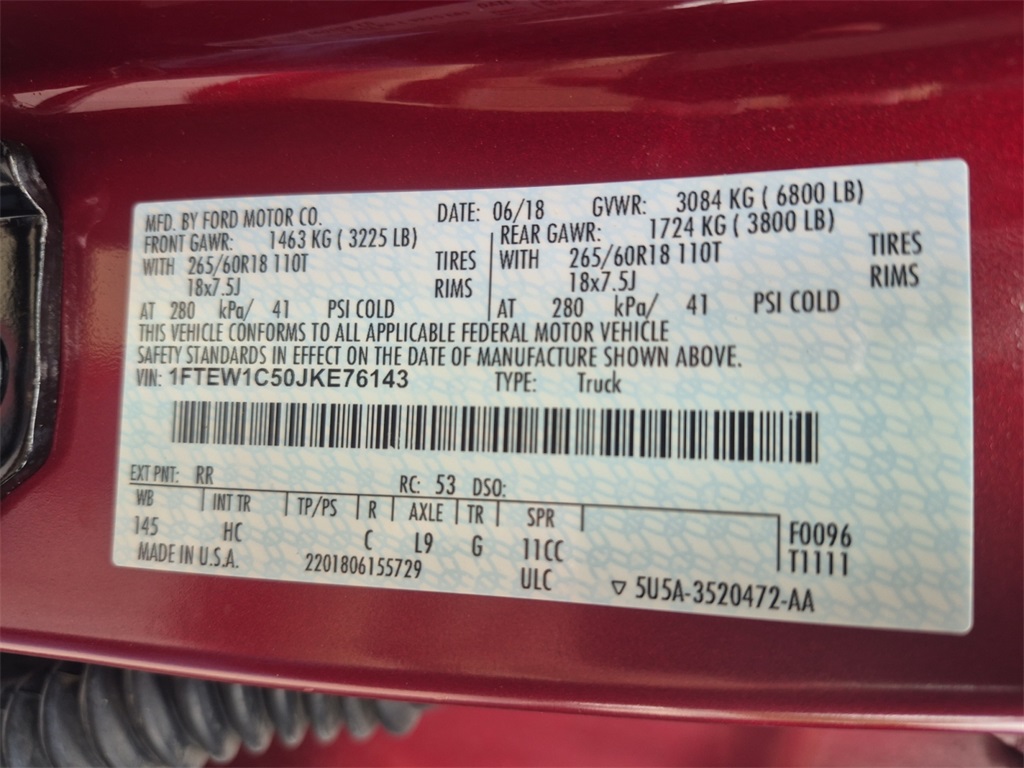 MFD. BY FORD MOTOR CO. DATE: 06/18 GVWR: 3084 KG ( 6800 LB)
FRONT GAWR: 1463 KG ( 3225 LB) REAR GAWR: 1724 KG ( 3800 LB)
WITH 265/60R18 110T TIRES WITH 265/60R18 110T TIRES
18x7.5J RIMS 18x7.5J RIMS
AT 280 kPa/ 41 PSI COLD AT 280 kPa/ 41 PSI COLD
THIS VEHICLE CONFORMS TO ALL APPLICABLE FEDERAL MOTOR VEHICLE
SAFETY STANDARDS IN EFFECT ON THE DATE OF MANUFACTURE SHOWN ABOVE.
VIN: 1FTEW1C50JKE76143 TYPE: Truck
EXT PNT: RR RC: 53 DSO:
WB INT TR TP/PS R AXLE TR SPR
145 HC C L9 G 11CC F0096
ULC T1111
MADE IN U.S.A. 2201806155729 ▽ 5U5A-3520472-AA